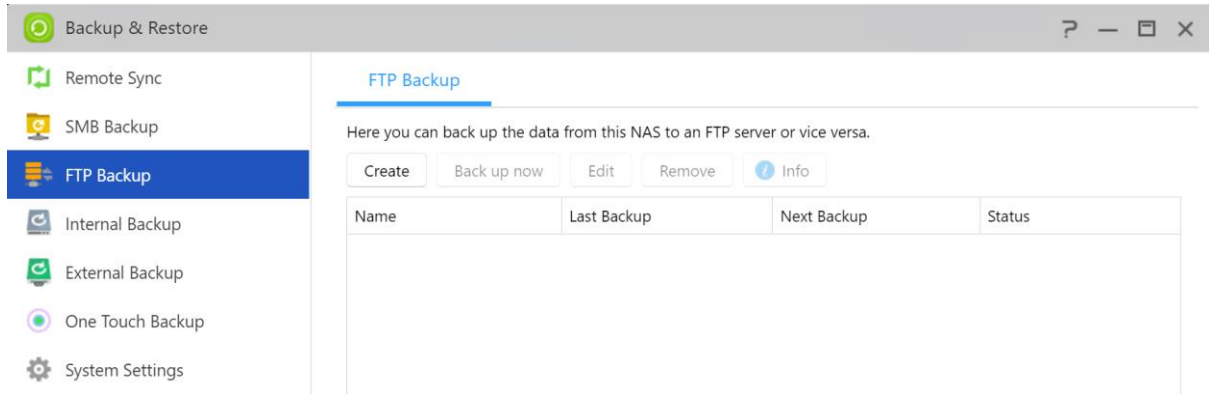 Backup & Restore
Remote Sync
SMB Backup
FTP Backup
Internal Backup
External Backup
One Touch Backup
System Settings
FTP Backup
Here you can back up the data from this NAS to an FTP server or vice versa.
Create Back up now Edit Remove Info
Name Last Backup Next Backup Status